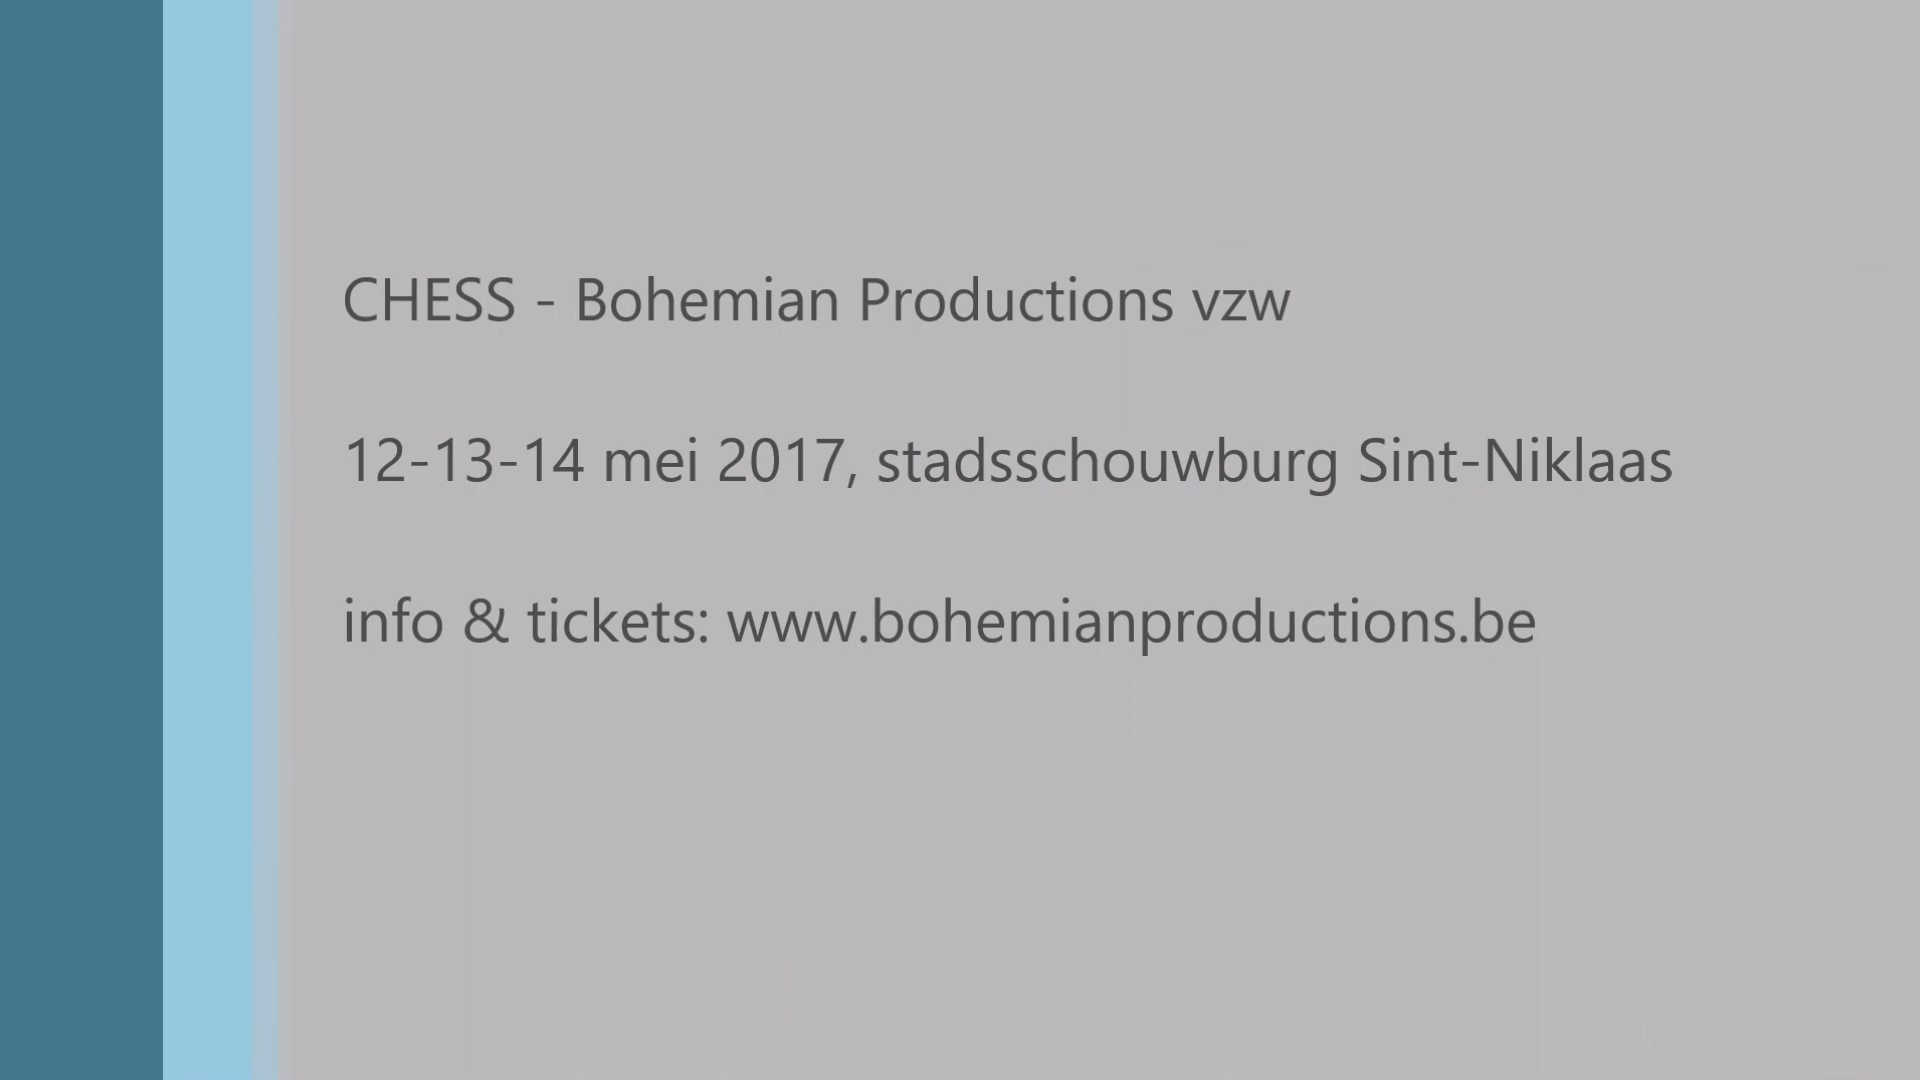 CHESS - Bohemian Productions vzw
12-13-14 mei 2017, stadsschouwburg Sint-Niklaas
info & tickets: www.bohemianproductions.be